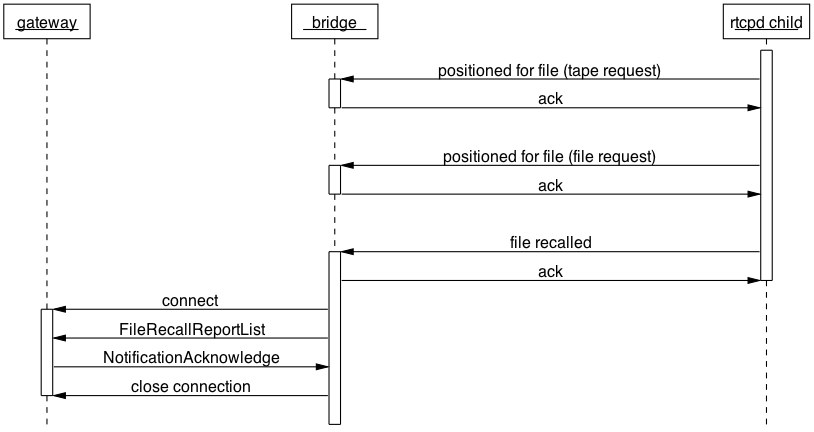 gateway
bridge
rtcpd child
positioned for file (tape request)
ack
positioned for file (file request)
ack
file recalled
ack
connect
FileRecallReportList
NotificationAcknowledge
close connection